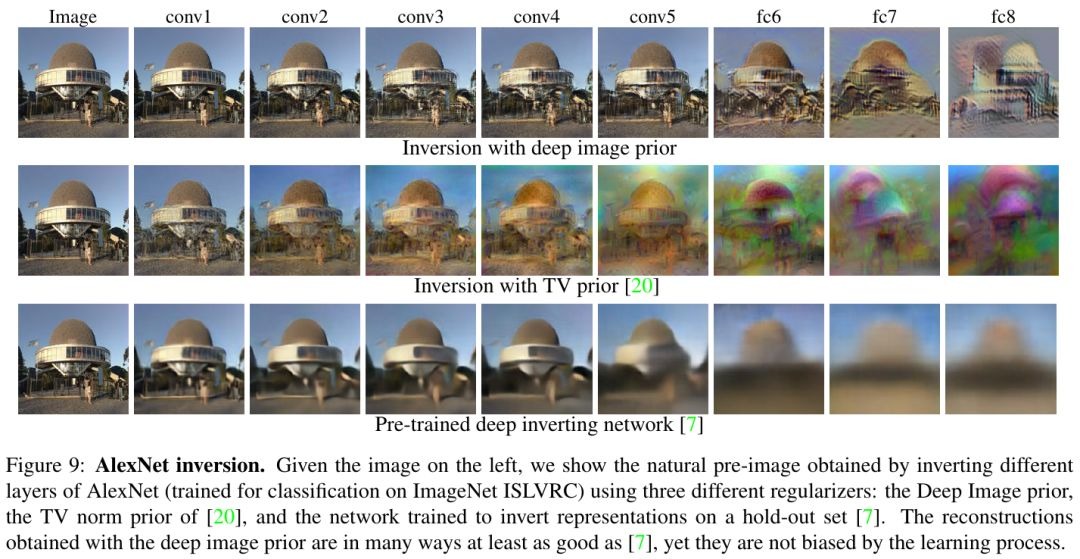 Image conv1 conv2 conv3 conv4 conv5 fc6 fc7 fc8
Inversion with deep image prior
Inversion with TV prior [20]
Pre-trained deep inverting network [7]
Figure 9: AlexNet inversion. Given the image on the left, we show the natural pre-image obtained by inverting different
layers of AlexNet (trained for classification on ImageNet ISLVRC) using three different regularizers: the Deep Image prior,
the TV norm prior of [20], and the network trained to invert representations on a hold-out set [7]. The reconstructions
obtained with the deep image prior are in many ways at least as good as [7], yet they are not biased by the learning process.